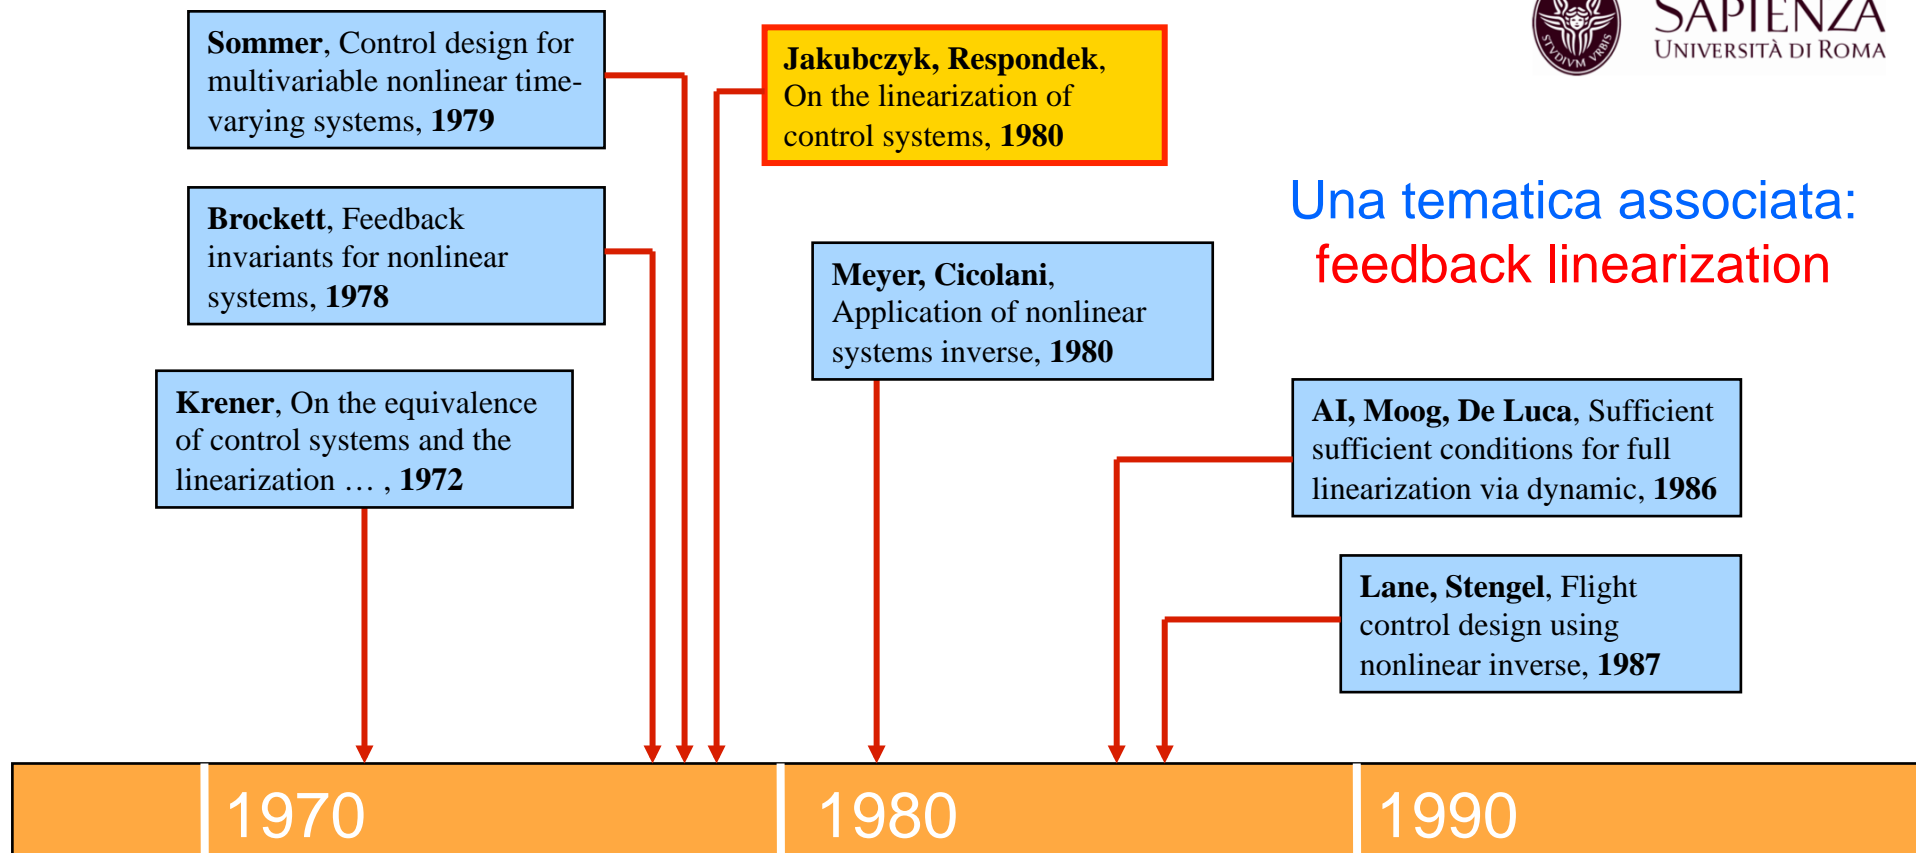 SAPIENZA
UNIVERSITÀ DI ROMA
STVDIVM VRBIS
Sommer, Control design for
multivariable nonlinear time-
varying systems, 1979
Jakubczyk, Respondek,
On the linearization of
control systems, 1980
Una tematica associata:
feedback linearization
Brockett, Feedback
invariants for nonlinear
systems, 1978
Meyer, Cicolani,
Application of nonlinear
systems inverse, 1980
Krener, On the equivalence
of control systems and the
linearization … , 1972
AI, Moog, De Luca, Sufficient
sufficient conditions for full
linearization via dynamic, 1986
Lane, Stengel, Flight
control design using
nonlinear inverse, 1987
1970
1980
1990